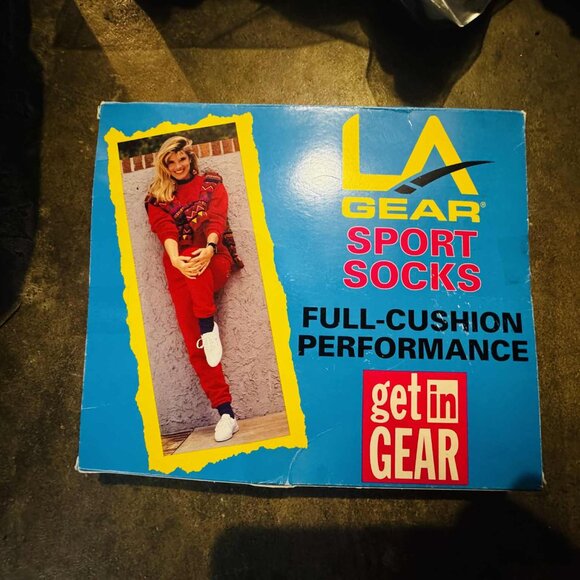 LA
GEAR®
SPORT
SOCKS
FULL-CUSHION
PERFORMANCE
get in
GEAR